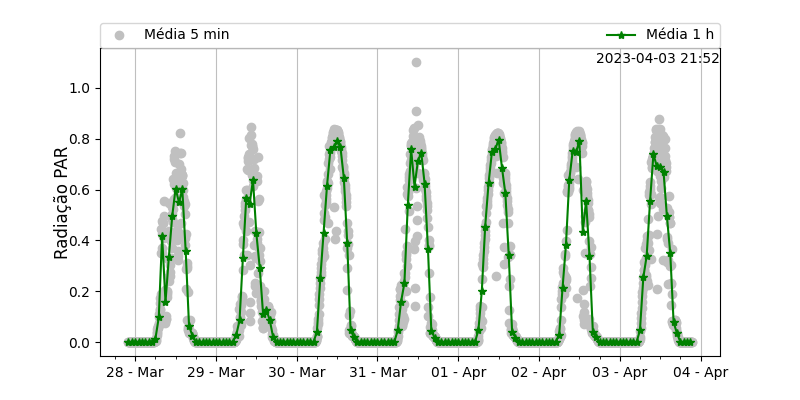 Média 5 min
Média 1 h
2023-04-03 21:52
Radiação PAR
1.0
0.8
0.6
0.4
0.2
0.0
28 - Mar
29 - Mar
30 - Mar
31 - Mar
01 - Apr
02 - Apr
03 - Apr
04 - Apr